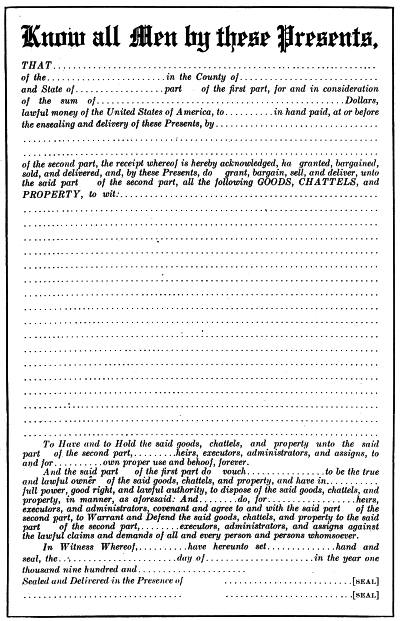 Know all Men by these Presents,
THAT
of the in the County of
and State of part of the first part, for and in consideration
of the sum of Dollars,
lawful money of the United States of America, to in hand paid, at or before
the ensealing and delivery of these Presents, by
of the second part, the receipt whereof is hereby acknowledged, ha granted, bargained,
sold, and delivered, and, by these Presents, do grant, bargain, sell, and deliver, unto
the said part of the second part, all the following GOODS, CHATTELS, and
PROPERTY, to wit:
To Have and to Hold the said goods, chattels, and property unto the said
part of the second part, heirs, executors, administrators, and assigns, to
and for own proper use and behoof, forever.
And the said part of the first part do vouch to be the true
and lawful owner of the said goods, chattels, and property, and have in
full power, good right, and lawful authority, to dispose of the said goods, chattels, and
property, in manner, as aforesaid: And do, for heirs,
executors, and administrators, covenant and agree to and with the said part of the
second part, to Warrant and Defend the said goods, chattels, and property to the said
part of the second part, executors, administrators, and assigns against
the lawful claims and demands of all and every person and persons whomsoever.
In Witness Whereof, have hereunto set hand and
seal, the day of in the year one
thousand nine hundred and
Sealed and Delivered in the Presence of [SEAL]
[SEAL]